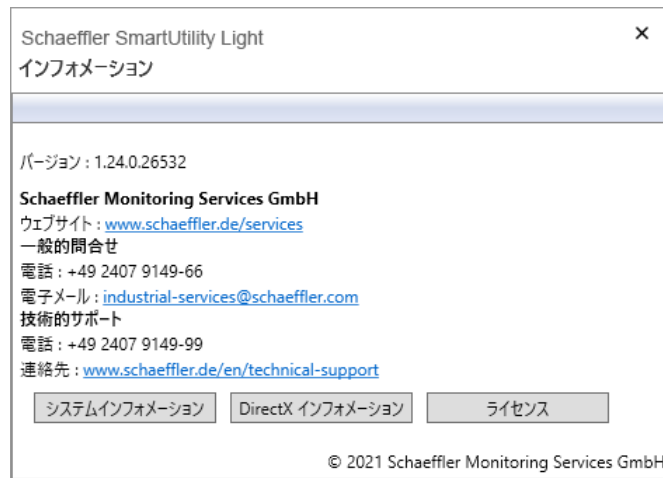 Schaeffler SmartUtility Light
インフォメーション
バージョン : 1.24.0.26532
Schaeffler Monitoring Services GmbH
ウェブサイト : www.schaeffler.de/services
一般的問合せ
電話 : +49 2407 9149-66
電子メール : industrial-services@schaeffler.com
技術的サポート
電話 : +49 2407 9149-99
連絡先 : www.schaeffler.de/en/technical-support
システムインフォメーション DirectX インフォメーション ライセンス
© 2021 Schaeffler Monitoring Services GmbH